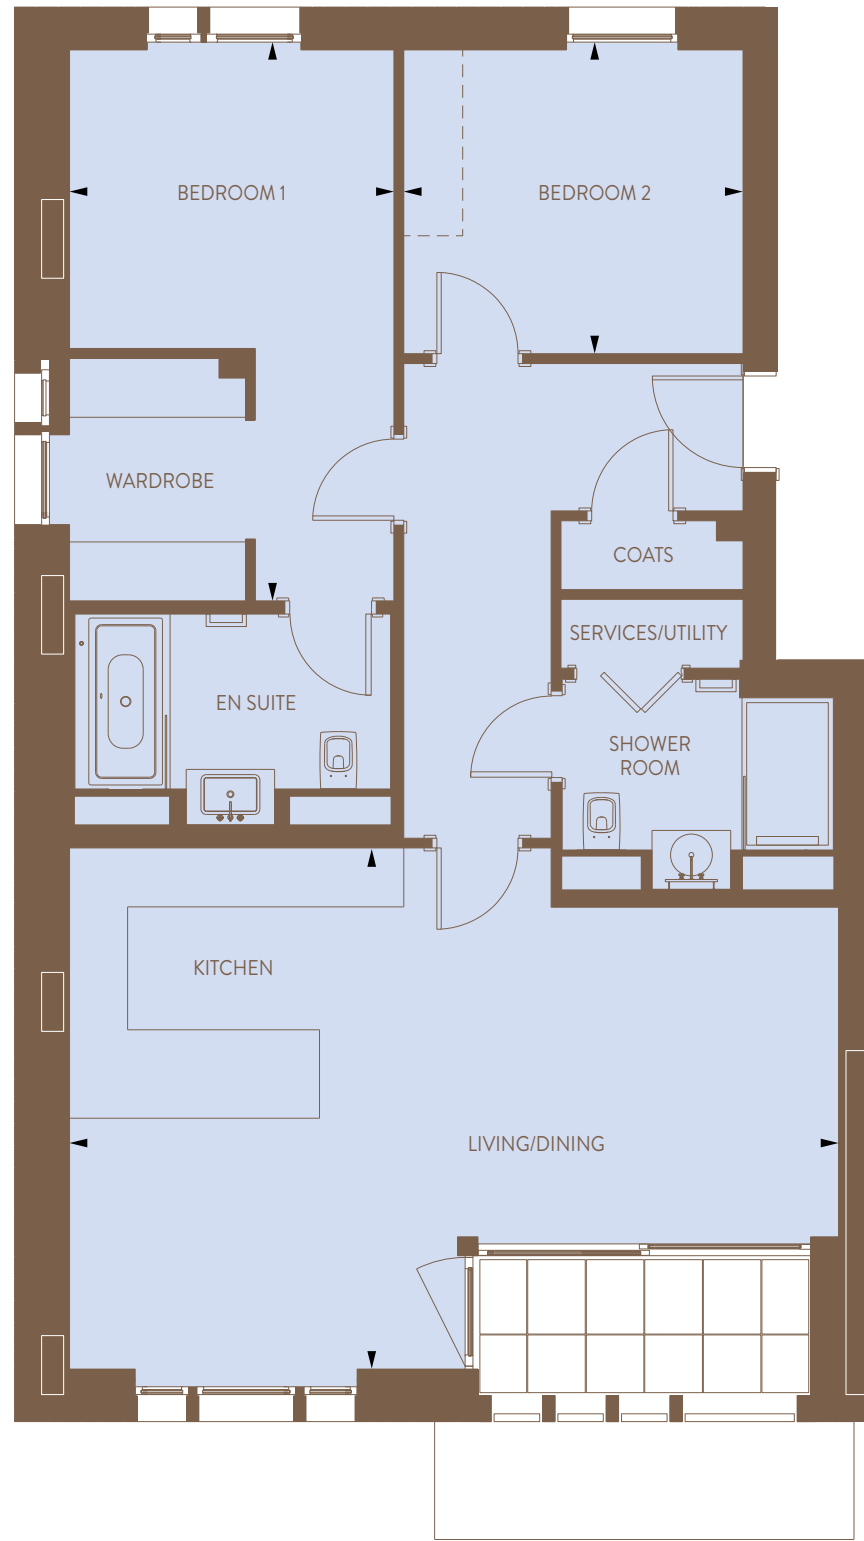 BEDROOM 1
BEDROOM 2
WARDROBE
COATS
SERVICES/UTILITY
EN SUITE
SHOWER
ROOM
KITCHEN
LIVING/DINING